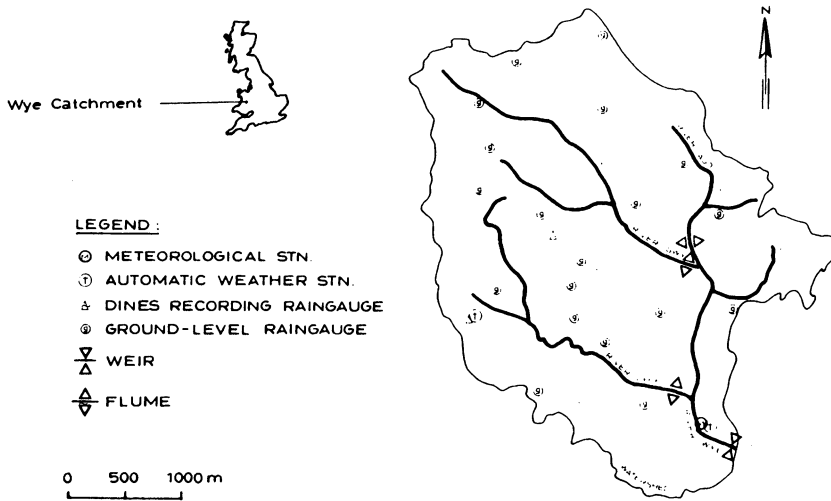 N
Wye Catchment
LEGEND :
METEOROLOGICAL STN.
AUTOMATIC WEATHER STN.
DINES RECORDING RAINGAUGE
GROUND-LEVEL RAINGAUGE
WEIR
FLUME
0 500 1000 m